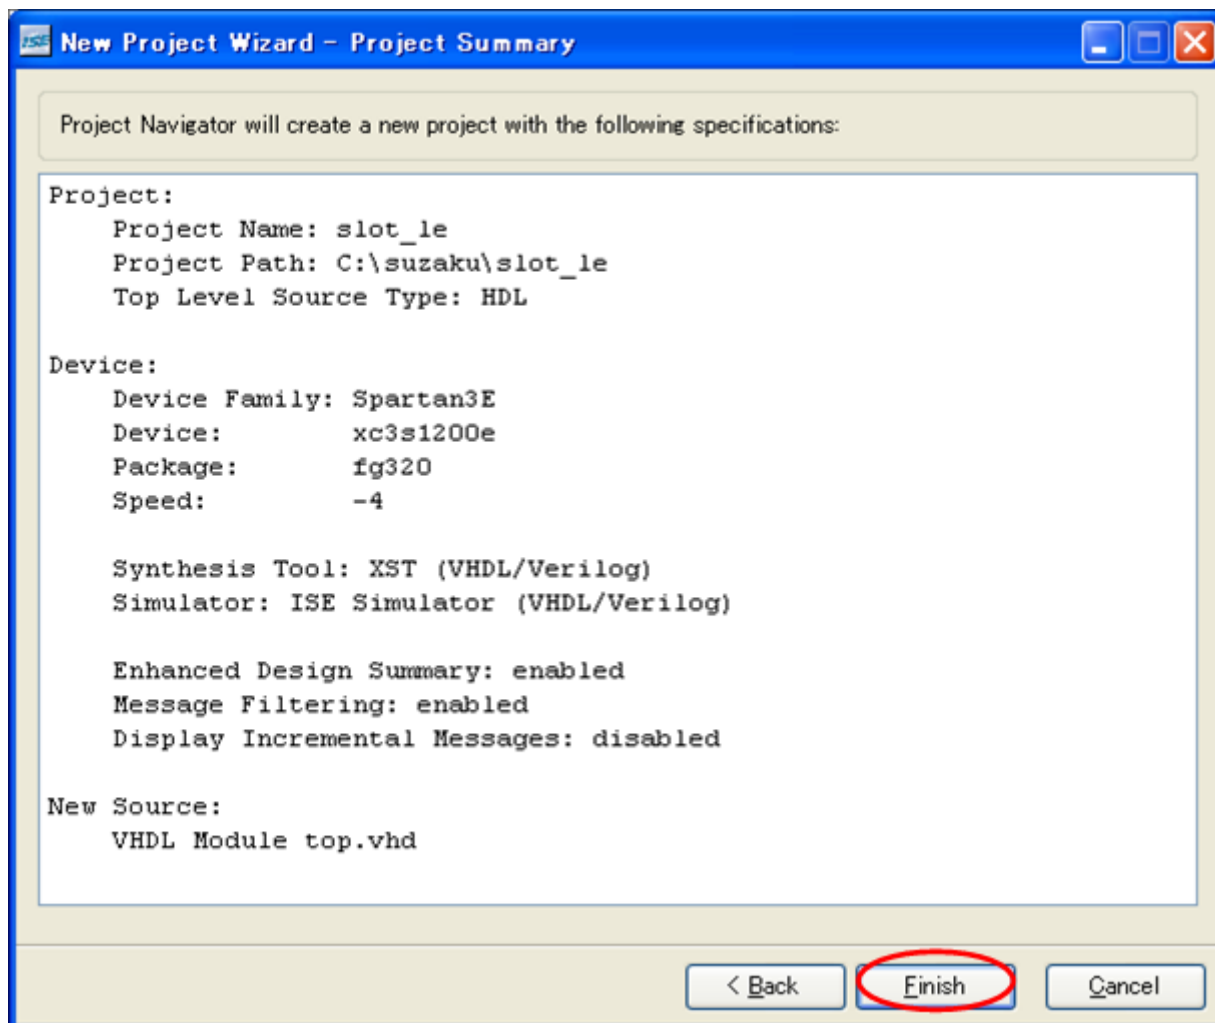 ISE New Project Wizard - Project Summary
Project Navigator will create a new project with the following specifications:
Project:
Project Name: slot_le
Project Path: C:\suzaku\slot_le
Top Level Source Type: HDL
Device:
Device Family: Spartan3E
Device: xc3s1200e
Package: fg320
Speed: -4
Synthesis Tool: XST (VHDL/Verilog)
Simulator: ISE Simulator (VHDL/Verilog)
Enhanced Design Summary: enabled
Message Filtering: enabled
Display Incremental Messages: disabled
New Source:
VHDL Module top.vhd
< Back Finish Cancel